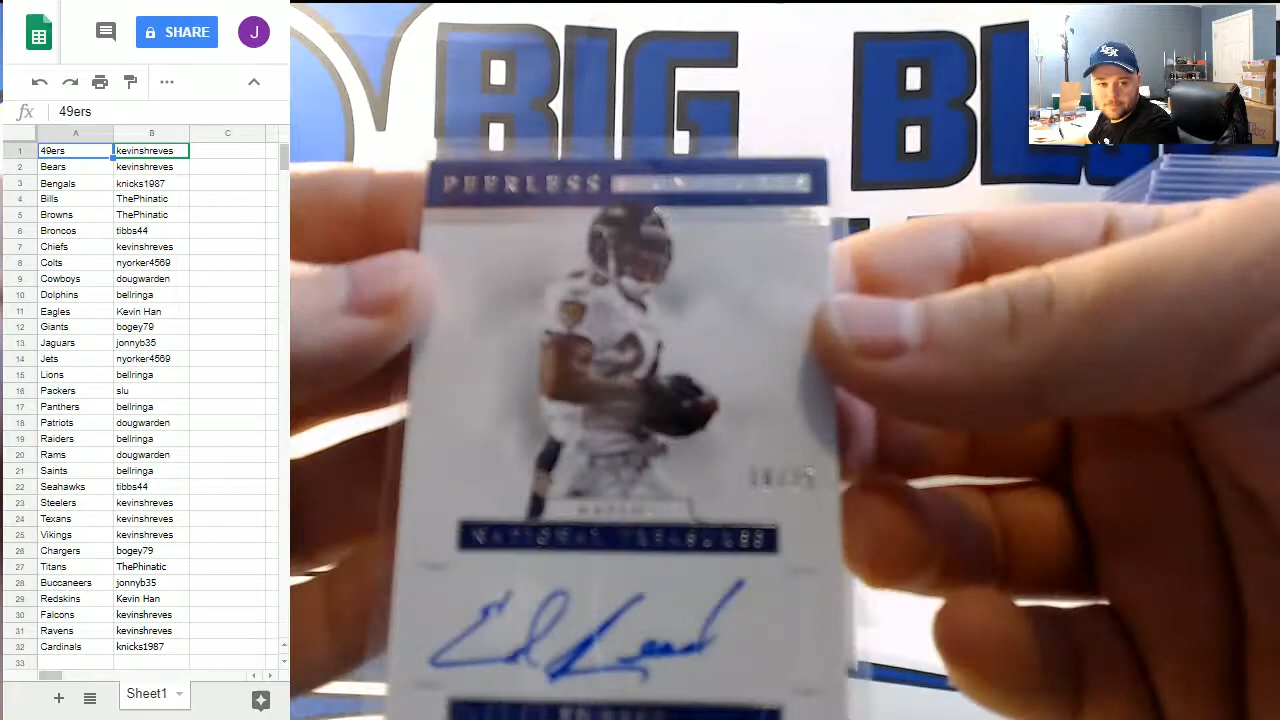 SHARE
J
fx 49ers
A B C
1 49ers kevinshreves
2 Bears kevinshreves
3 Bengals knicks1987
4 Bills ThePhinatic
5 Browns ThePhinatic
6 Broncos tibbs44
7 Chiefs kevinshreves
8 Colts nyorker4569
9 Cowboys dougwarden
10 Dolphins bellringa
11 Eagles Kevin Han
12 Giants bogey79
13 Jaguars jonnyb35
14 Jets nyorker4569
15 Lions bellringa
16 Packers slu
17 Panthers bellringa
18 Patriots dougwarden
19 Raiders bellringa
20 Rams dougwarden
21 Saints bellringa
22 Seahawks tibbs44
23 Steelers kevinshreves
24 Texans kevinshreves
25 Vikings kevinshreves
26 Chargers bogey79
27 Titans ThePhinatic
28 Buccaneers jonnyb35
29 Redskins Kevin Han
30 Falcons kevinshreves
31 Ravens kevinshreves
32 Cardinals knicks1987
33
Sheet1
BIG
PEERLESS
NATIONAL TREASURES
Ed Reed